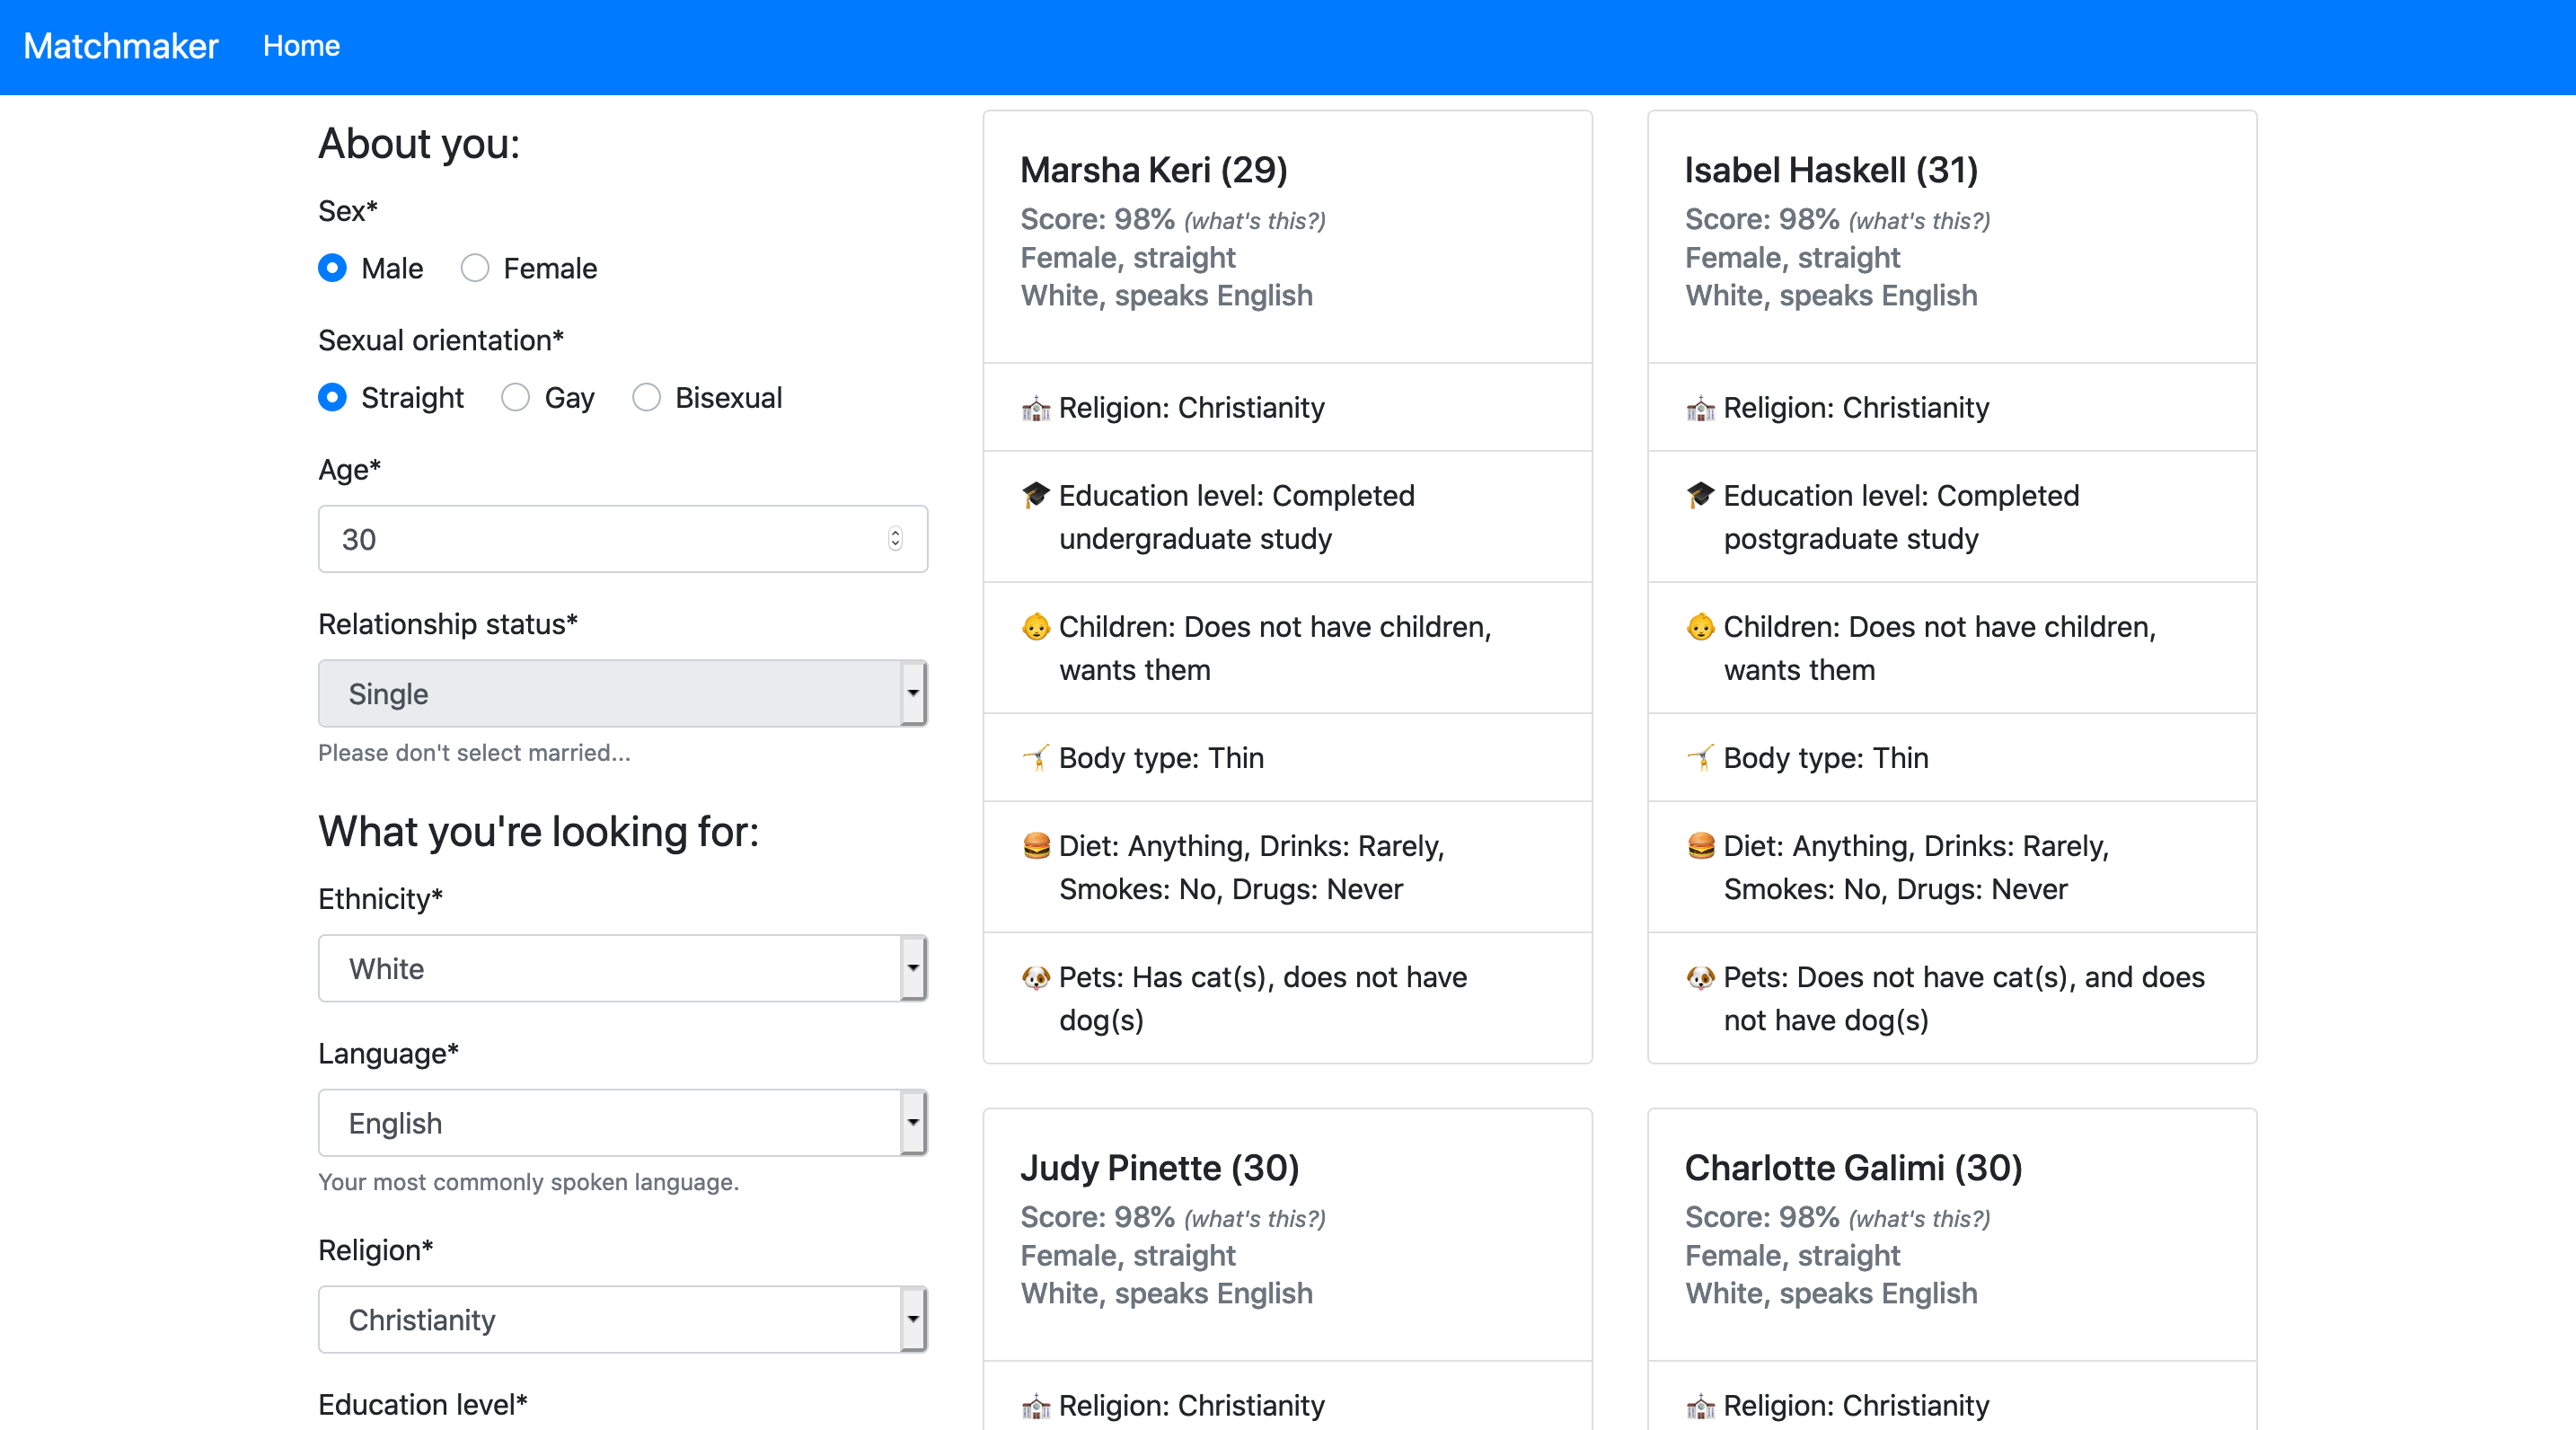 Matchmaker Home
About you:
Sex*
Male Female
Sexual orientation*
Straight Gay Bisexual
Age*
30
Relationship status*
Single
Please don't select married...
What you're looking for:
Ethnicity*
White
Language*
English
Your most commonly spoken language.
Religion*
Christianity
Education level*
Marsha Keri (29)
Score: 98% (what's this?)
Female, straight
White, speaks English
Religion: Christianity
Education level: Completed
undergraduate study
Children: Does not have children,
wants them
Body type: Thin
Diet: Anything, Drinks: Rarely,
Smokes: No, Drugs: Never
Pets: Has cat(s), does not have
dog(s)
Isabel Haskell (31)
Score: 98% (what's this?)
Female, straight
White, speaks English
Religion: Christianity
Education level: Completed
postgraduate study
Children: Does not have children,
wants them
Body type: Thin
Diet: Anything, Drinks: Rarely,
Smokes: No, Drugs: Never
Pets: Does not have cat(s), and does
not have dog(s)
Judy Pinette (30)
Score: 98% (what's this?)
Female, straight
White, speaks English
Religion: Christianity
Charlotte Galimi (30)
Score: 98% (what's this?)
Female, straight
White, speaks English
Religion: Christianity